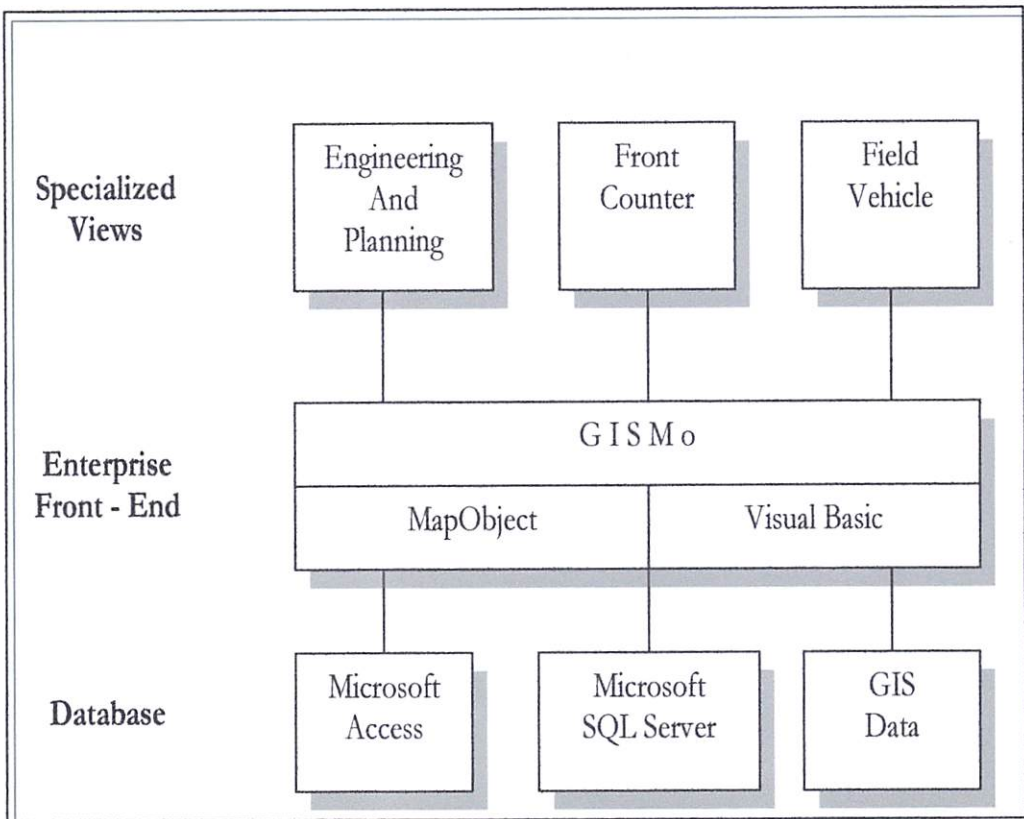 Specialized
Views
Engineering
And
Planning
Front
Counter
Field
Vehicle
Enterprise
Front - End
G I S M o
MapObject
Visual Basic
Database
Microsoft
Access
Microsoft
SQL Server
GIS
Data